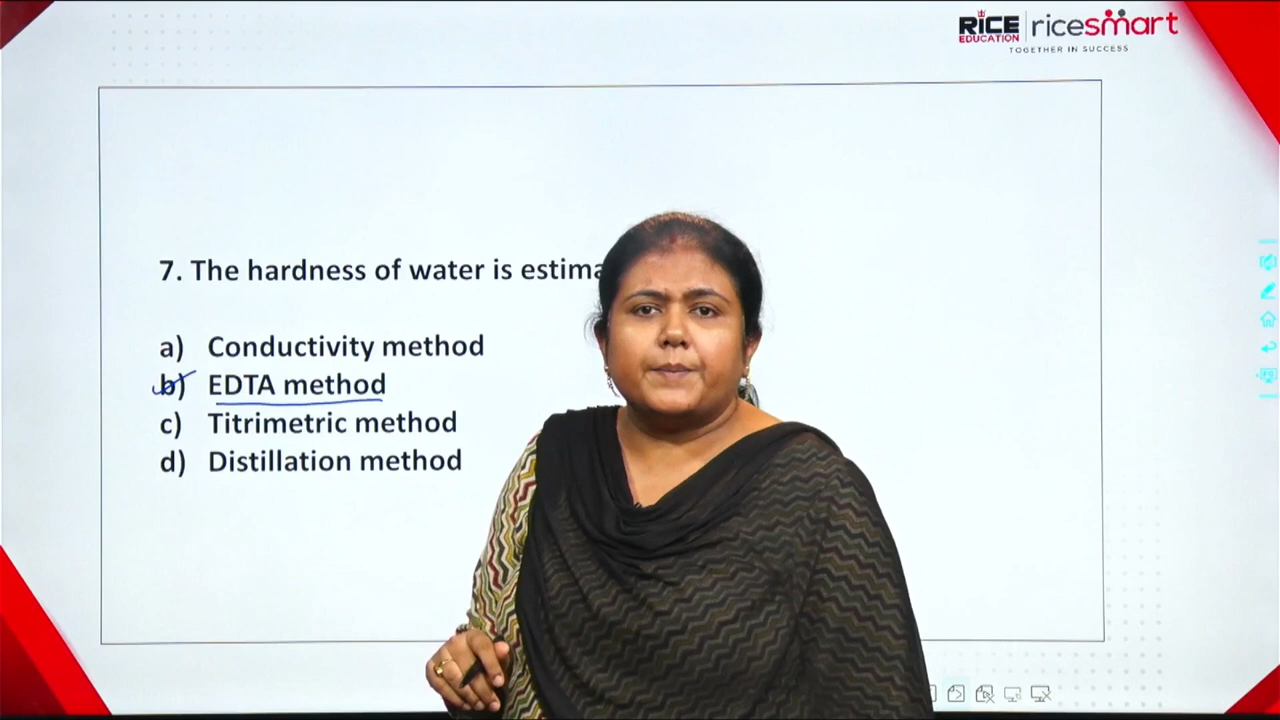 RICE
EDUCATION
ricesmart
TOGETHER IN SUCCESS
7. The hardness of water is
a) Conductivity method
b) EDTA method
c) Titrimetric method
d) Distillation method